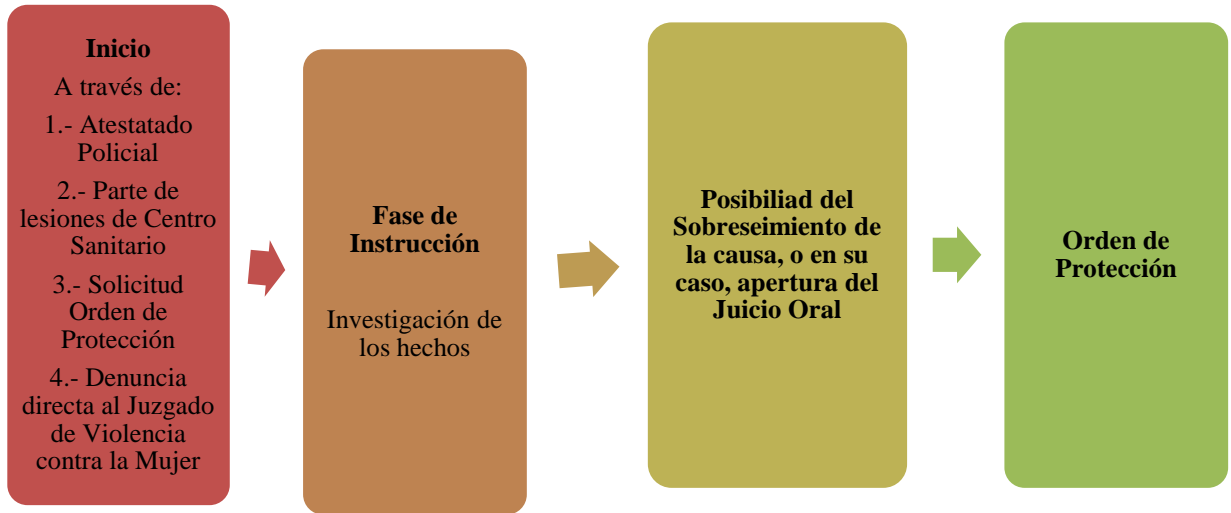 Inicio
A través de:
1.- Atestatado
Policial
2.- Parte de
lesiones de Centro
Sanitario
3.- Solicitud
Orden de
Protección
4.- Denuncia
directa al Juzgado
de Violencia
contra la Mujer
Fase de
Instrucción
Investigación de
los hechos
Posibiliad del
Sobreseimiento de
la causa, o en su
caso, apertura del
Juicio Oral
Orden de
Protección